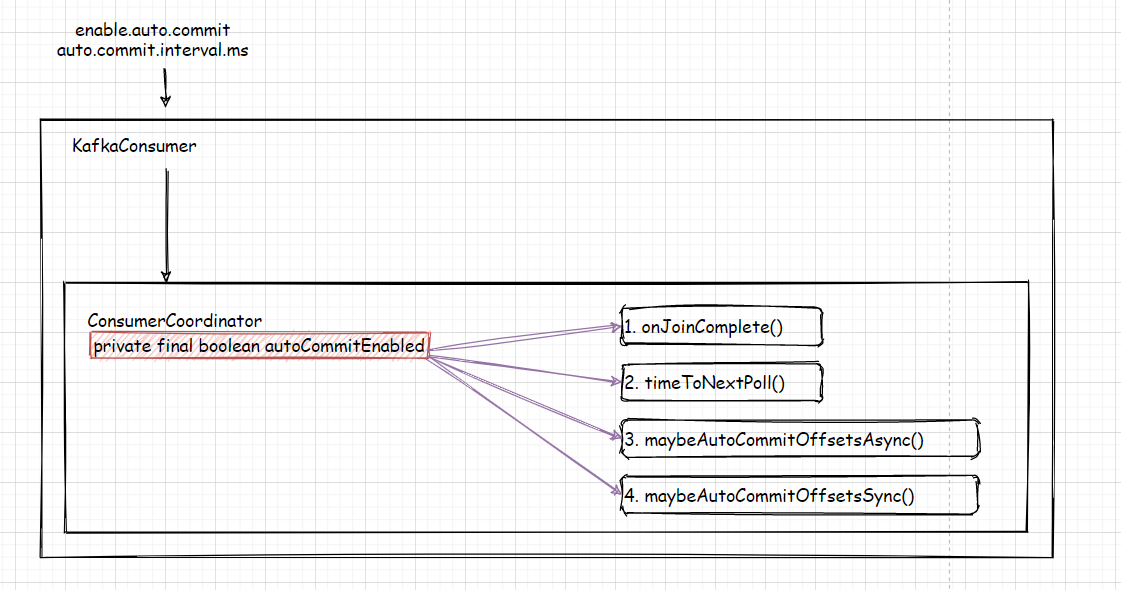 enable.auto.commit
auto.commit.interval.ms
KafkaConsumer
ConsumerCoordinator
private final boolean autoCommitEnabled
1. onJoinComplete()
2. timeToNextPoll()
3. maybeAutoCommitOffsetsAsync()
4. maybeAutoCommitOffsetsSync()